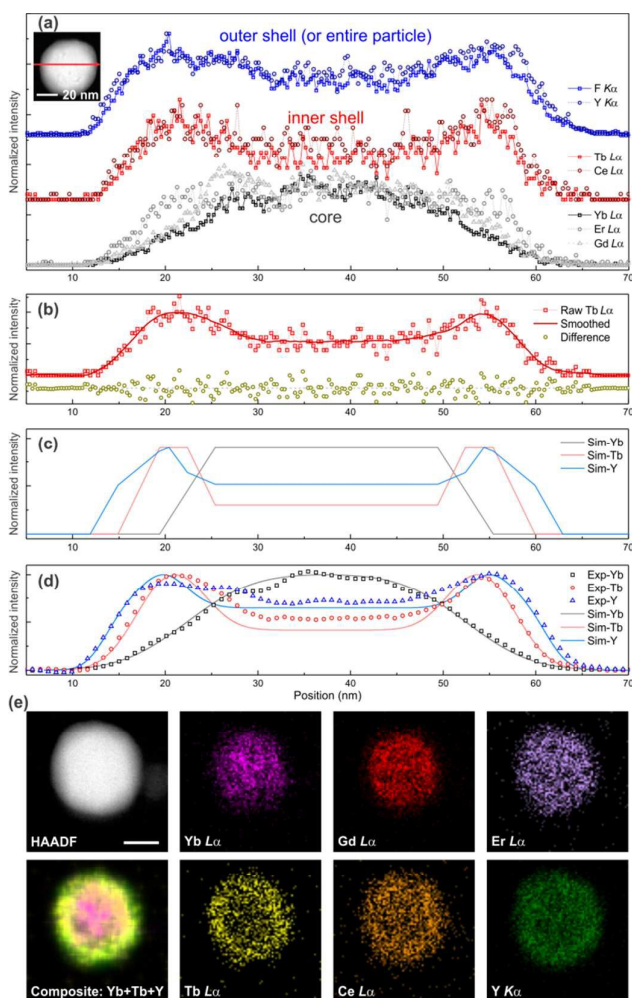 (a)
outer shell (or entire particle)
20 nm
F Kα
Y Kα
inner shell
Tb Lα
Ce Lα
core
Yb Lα
Er Lα
Gd Lα
Normalized intensity
10 20 30 40 50 60 70
(b)
Raw Tb Lα
Smoothed
Difference
Normalized intensity
10 20 30 40 50 60 70
(c)
Sim-Yb
Sim-Tb
Sim-Y
Normalized intensity
10 20 30 40 50 60 70
(d)
Exp-Yb
Exp-Tb
Exp-Y
Sim-Yb
Sim-Tb
Sim-Y
Normalized intensity
0 10 20 30 40 50 60 70
Position (nm)
(e)
HAADF
Yb Lα
Gd Lα
Er Lα
Composite: Yb+Tb+Y
Tb Lα
Ce Lα
Y Kα